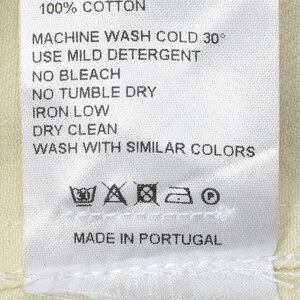 100% COTTON
MACHINE WASH COLD 30°
USE MILD DETERGENT
NO BLEACH
NO TUMBLE DRY
IRON LOW
DRY CLEAN
WASH WITH SIMILAR COLORS
30 P
MADE IN PORTUGAL